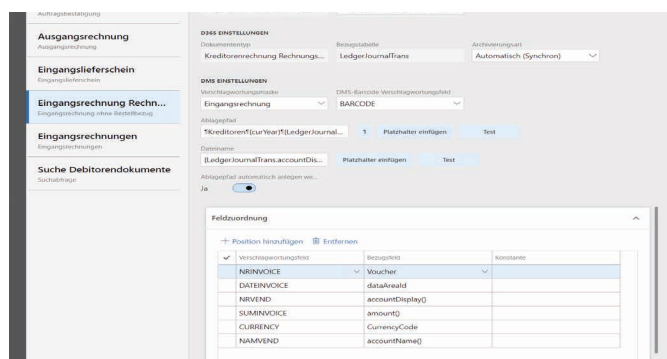 Auftragsbestätigung
Ausgangsrechnung
Ausgangsrechnung
Eingangslieferschein
Eingangslieferschein
Eingangsrechnung Rechn...
Eingangsrechnung ohne Bestellbezug
Eingangsrechnungen
Eingangsrechnungen
Suche Debitorendokumente
Suchabfrage
D365 EINSTELLUNGEN
Dokumententyp Bezugstabelle Archivierungsart
Kreditorenrechnung Rechnungs... LedgerJournalTrans Automatisch (Synchron)
DMS EINSTELLUNGEN
Verschlagwortungsmaske DMS-Barcode Verschlagwortungsfeld
Eingangsrechnung BARCODE
Ablagepfad
¶Kreditoren¶(curYear)¶(LedgerJournal... ¶ Platzhalter einfügen Test
Dateiname
(LedgerJournalTrans.accountDis... Platzhalter einfügen Test
Ablagepfad automatisch anlegen we...
Ja
Feldzuordnung
+ Position hinzufügen Entfernen
Verschlagwortungsfeld Bezugsfeld Konstante
NRINVOICE Voucher
DATEINVOICE dataAreaId
NRVEND accountDisplay()
SUMINVOICE amount()
CURRENCY CurrencyCode
NAMVEND accountName()